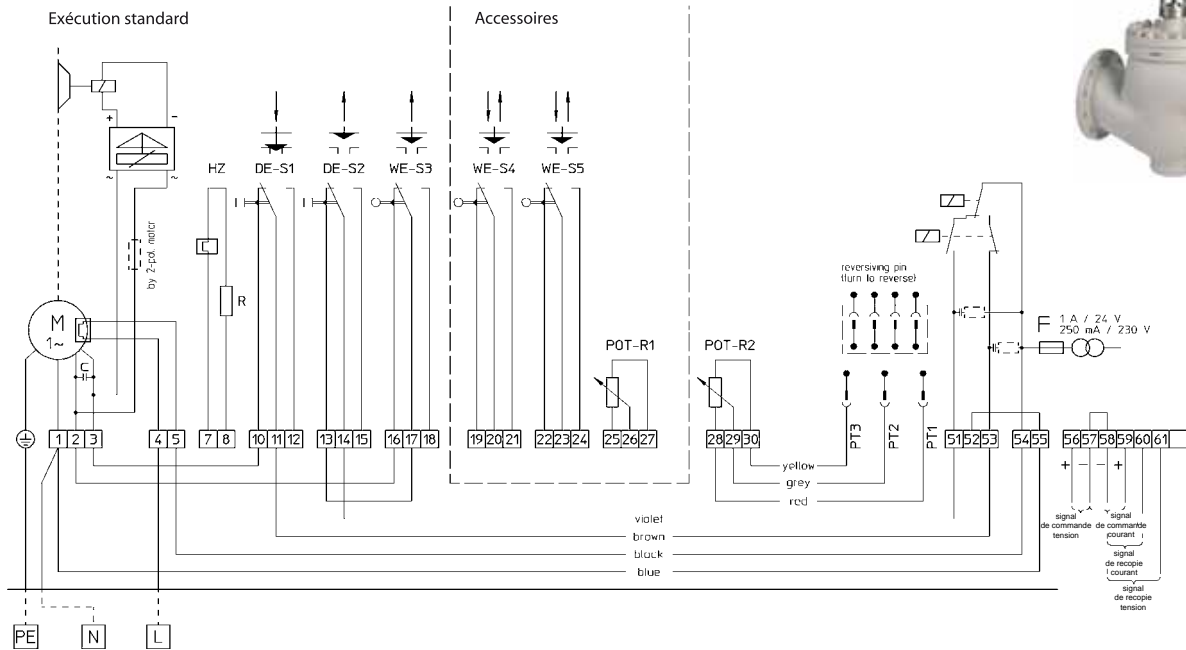 Exécution standard
Accessoires
+ -
~ ~
HZ DE-S1 DE-S2 WE-S3 WE-S4 WE-S5
by 2-pol. motor
R
reversiving pin
(turn to reverse)
M
1~
C
F 1 A / 24 V
250 mA / 230 V
POT-R1 POT-R2
PT3 PT2 PT1
1 2 3 4 5 7 8 10 11 12 13 14 15 16 17 18 19 20 21 22 23 24 25 26 27 28 29 30 51 52 53 54 55 56 57 58 59 60 61
+ - - +
yellow
grey
red
violet
brown
black
blue
signal
de commande
tension
signal
de commande
courant
signal
de recopie
courant
signal
de recopie
tension
PE N L